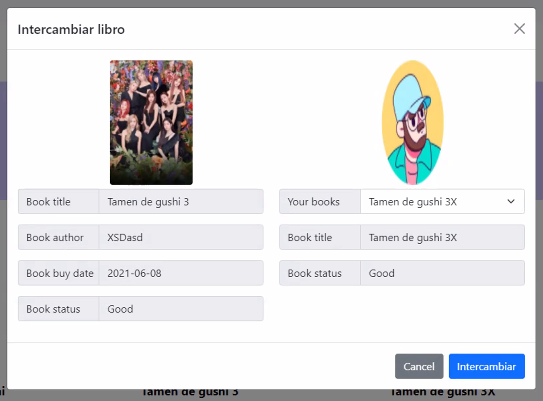 Intercambiar libro
Book title Tamen de gushi 3
Book author XSDasd
Book buy date 2021-06-08
Book status Good
Your books Tamen de gushi 3X
Book title Tamen de gushi 3X
Book status Good
Cancel Intercambiar
Tamen de gushi 3 Tamen de gushi 3X